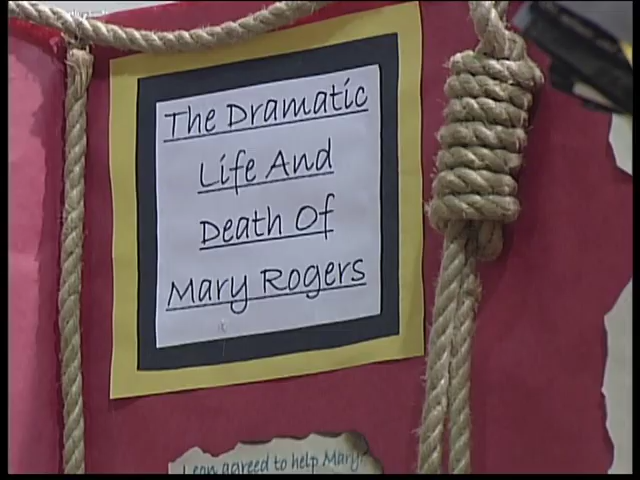 The Dramatic
Life And
Death Of
Mary Rogers
Leon agreed to help Mary